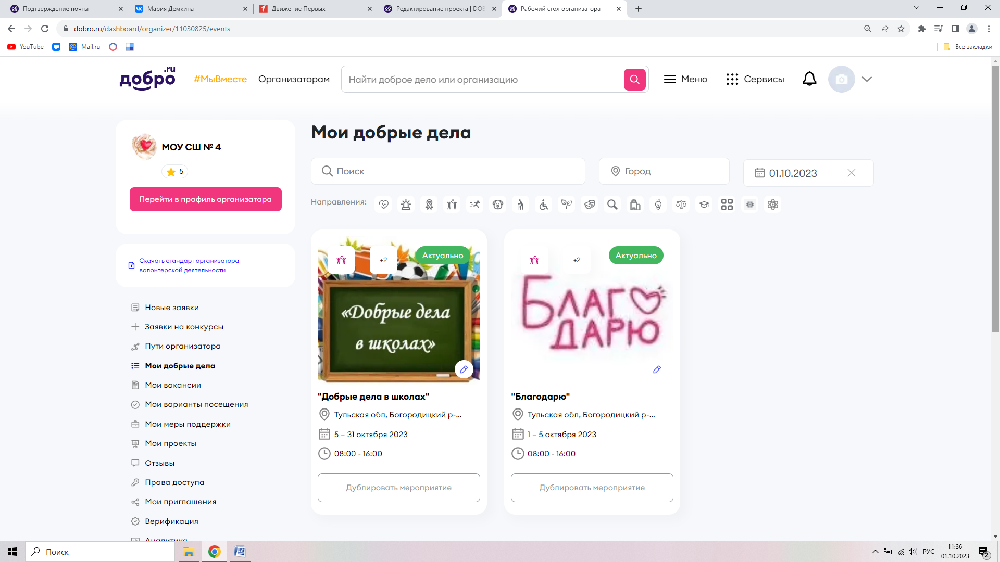 Подтверждение почты
Мария Демкина
Движение Первых
Редактирование проекта | DOB
Рабочий стол организатора
dobro.ru/dashboard/organizer/11030825/events
YouTube
Mail.ru
Все закладки
добро.ru
#МыВместе
Организаторам
Найти доброе дело или организацию
Меню
Сервисы
МОУ СШ № 4
5
Перейти в профиль организатора
Скачать стандарт организатора
волонтерской деятельности
Новые заявки
Заявки на конкурсы
Пути организатора
Мои добрые дела
Мои вакансии
Мои варианты посещения
Мои меры поддержки
Мои проекты
Отзывы
Права доступа
Мои приглашения
Верификация
Аналитика
Мои добрые дела
Поиск
Город
01.10.2023
Направления:
+2
Актуально
«Добрые дела
в школах»
"Добрые дела в школах"
Тульская обл, Богородицкий р-...
5 – 31 октября 2023
08:00 - 16:00
Дублировать мероприятие
+2
Актуально
БЛАГО
ДАРЮ
"Благодарю"
Тульская обл, Богородицкий р-...
1 – 5 октября 2023
08:00 - 16:00
Дублировать мероприятие
Поиск
РУС
11:36
01.10.2023
2